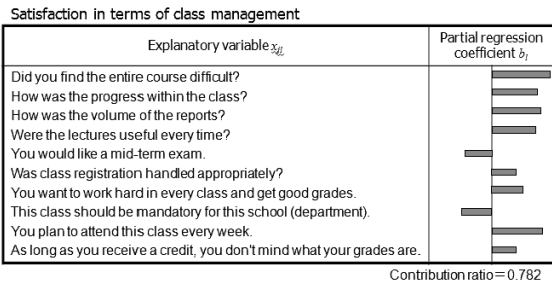 Satisfaction in terms of class management
Explanatory variable
Partial regression
coefficient
Did you find the entire course difficult?
How was the progress within the class?
How was the volume of the reports?
Were the lectures useful every time?
You would like a mid-term exam.
Was class registration handled appropriately?
You want to work hard in every class and get good grades.
This class should be mandatory for this school (department).
You plan to attend this class every week.
As long as you receive a credit, you don't mind what your grades are.
Contribution ratio=0.782